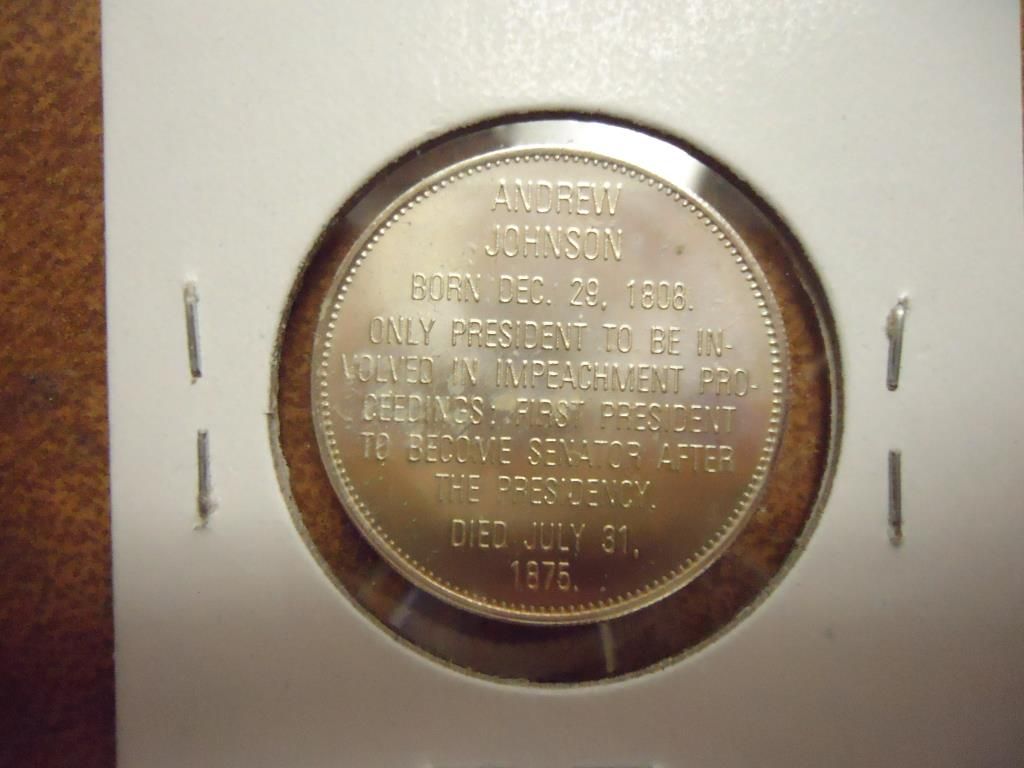 ANDREW
JOHNSON
BORN DEC. 29, 1808.
ONLY PRESIDENT TO BE IN-
VOLVED IN IMPEACHMENT PRO-
CEEDINGS; FIRST PRESIDENT
TO BECOME SENATOR AFTER
THE PRESIDENCY.
DIED JULY 31,
1875.